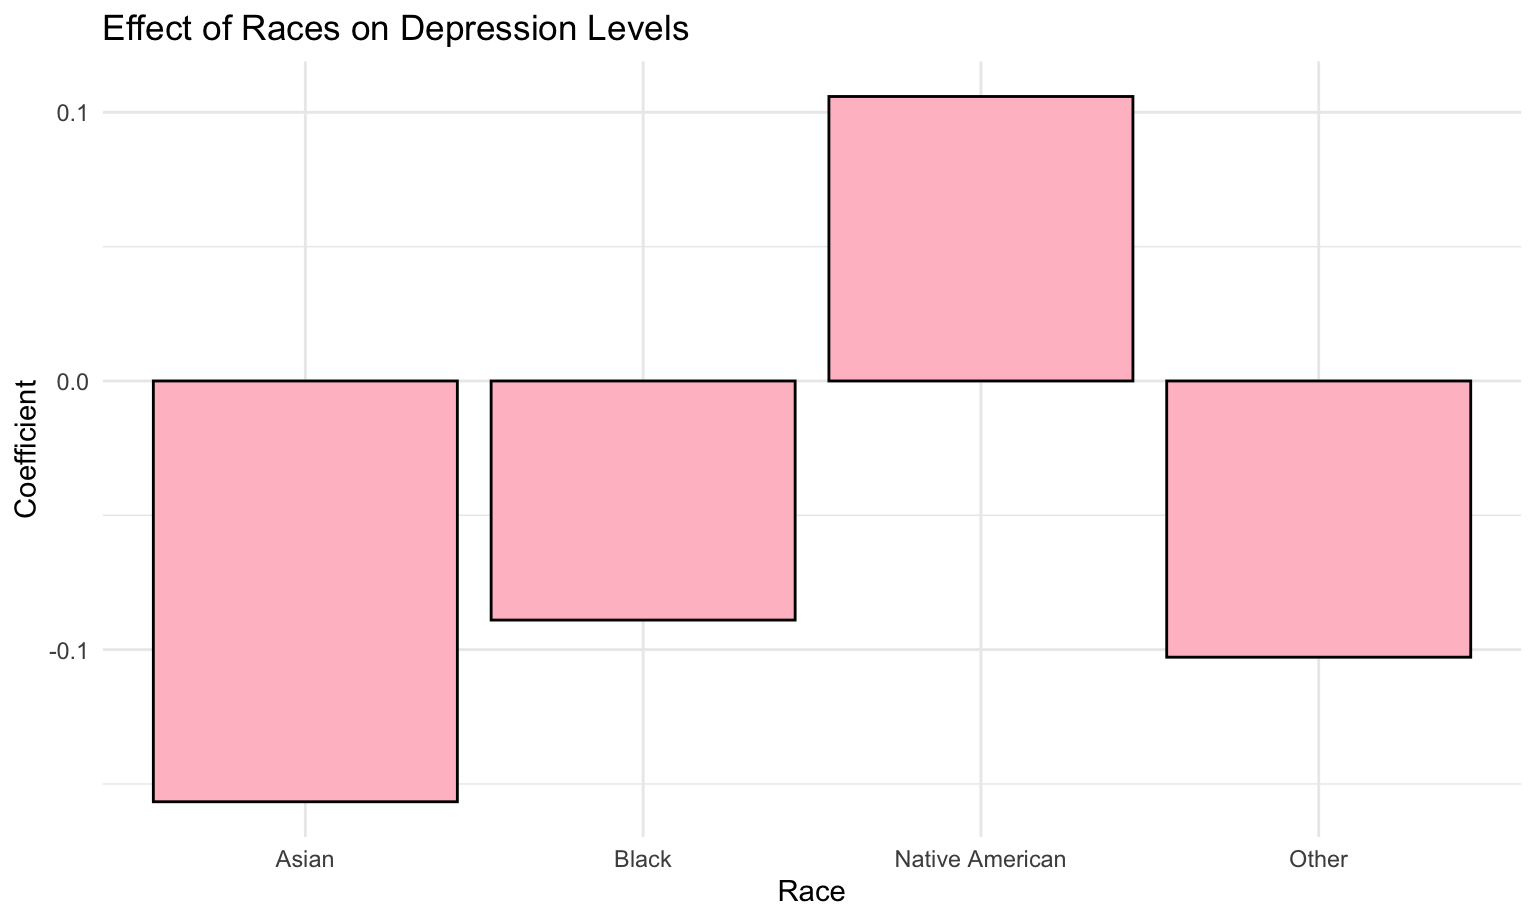 Effect of Races on Depression Levels
Coefficient
0.1
0.0
-0.1
Asian
Black
Native American
Other
Race